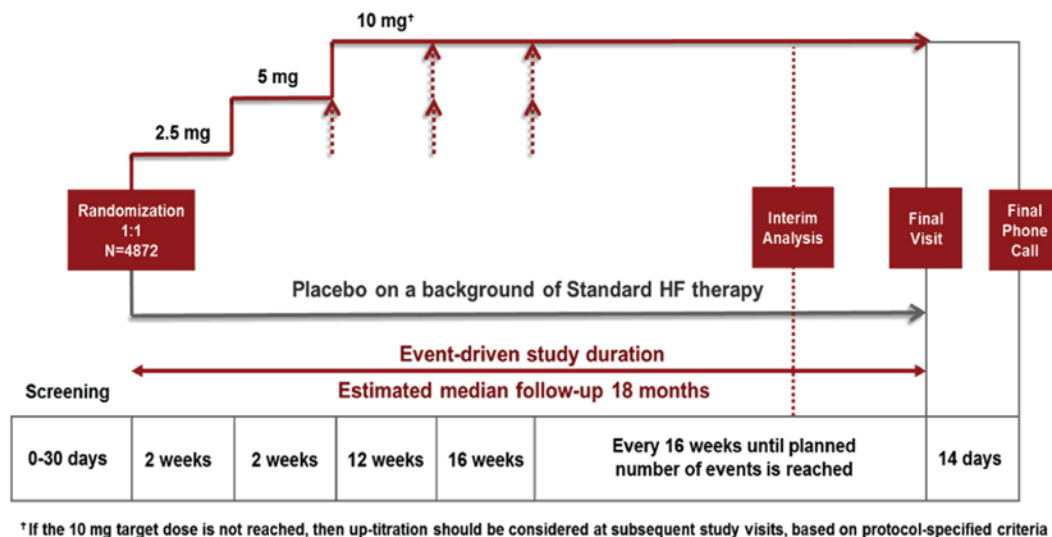 10 mg†
5 mg
2.5 mg
Randomization
1:1
N=4872
Interim
Analysis
Final
Visit
Final
Phone
Call
Placebo on a background of Standard HF therapy
Event-driven study duration
Estimated median follow-up 18 months
Screening
0-30 days
2 weeks
2 weeks
12 weeks
16 weeks
Every 16 weeks until planned
number of events is reached
14 days
†If the 10 mg target dose is not reached, then up-titration should be considered at subsequent study visits, based on protocol-specified criteria